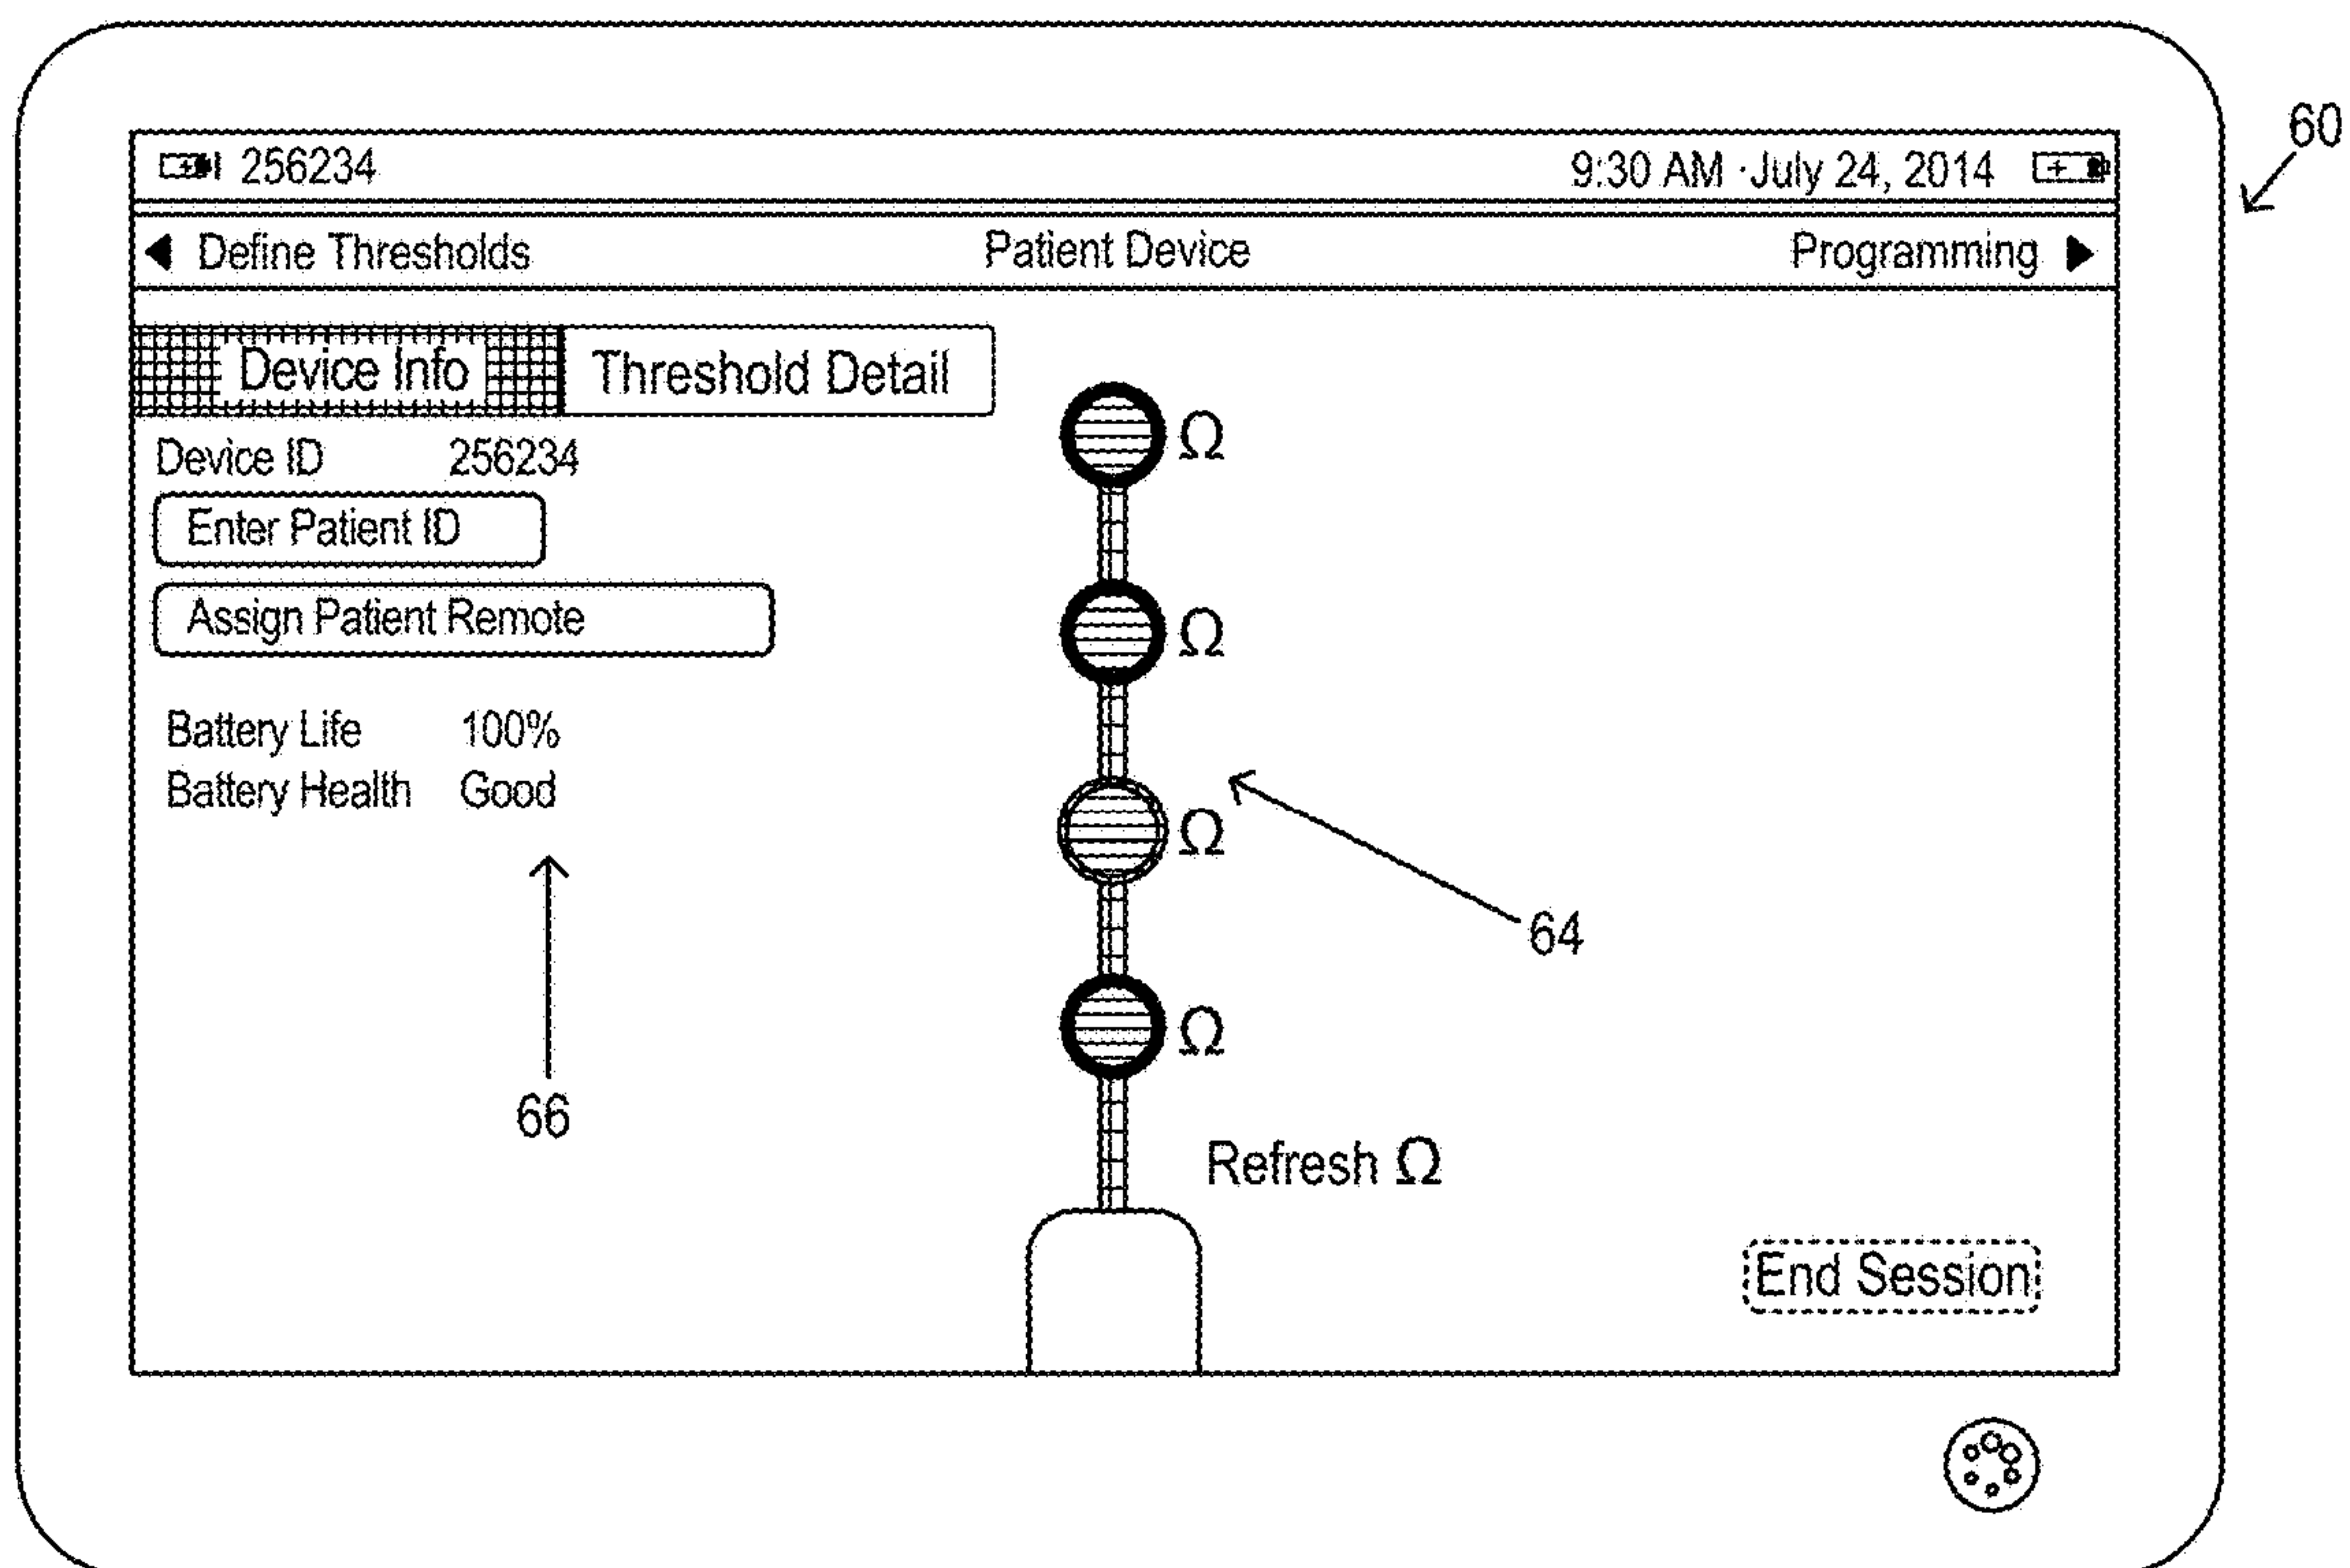 256234 9:30 AM ·July 24, 2014
60
◀ Define Thresholds Patient Device Programming ▶
Device Info Threshold Detail
Device ID 256234
Ω
Enter Patient ID
Assign Patient Remote
Ω
Battery Life 100%
Battery Health Good
Ω
64
Ω
66
Refresh Ω
End Session